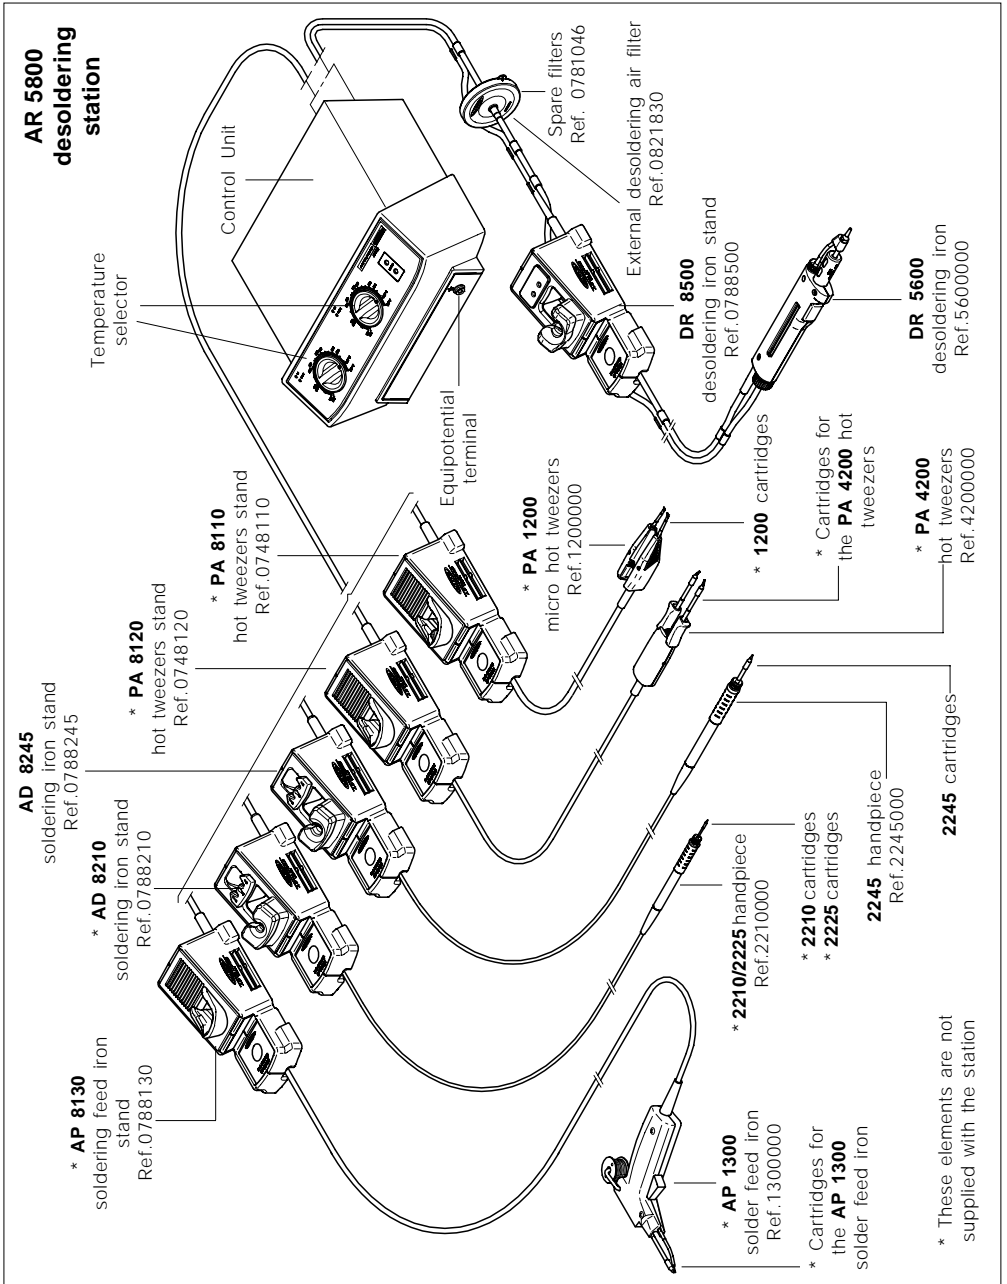 AR 5800
desoldering
station
Control Unit
Temperature
selector
Equipotential
terminal
Spare filters
Ref. 0781046
External desoldering air filter
Ref.0821830
DR 8500
desoldering iron stand
Ref.0788500
DR 5600
desoldering iron
Ref.5600000
* PA 8110
hot tweezers stand
Ref.0748110
* PA 1200
micro hot tweezers
Ref.1200000
* 1200 cartridges
* PA 8120
hot tweezers stand
Ref.0748120
* Cartridges for
the PA 4200 hot
tweezers
* PA 4200
hot tweezers
Ref.4200000
AD 8245
soldering iron stand
Ref.0788245
2245 handpiece
Ref.2245000
2245 cartridges
* AD 8210
soldering iron stand
Ref.0788210
* 2210/2225 handpiece
Ref.2210000
* 2210 cartridges
* 2225 cartridges
* AP 8130
soldering feed iron
stand
Ref.0788130
* AP 1300
solder feed iron
Ref.1300000
* Cartridges for
the AP 1300
solder feed iron
* These elements are not
supplied with the station